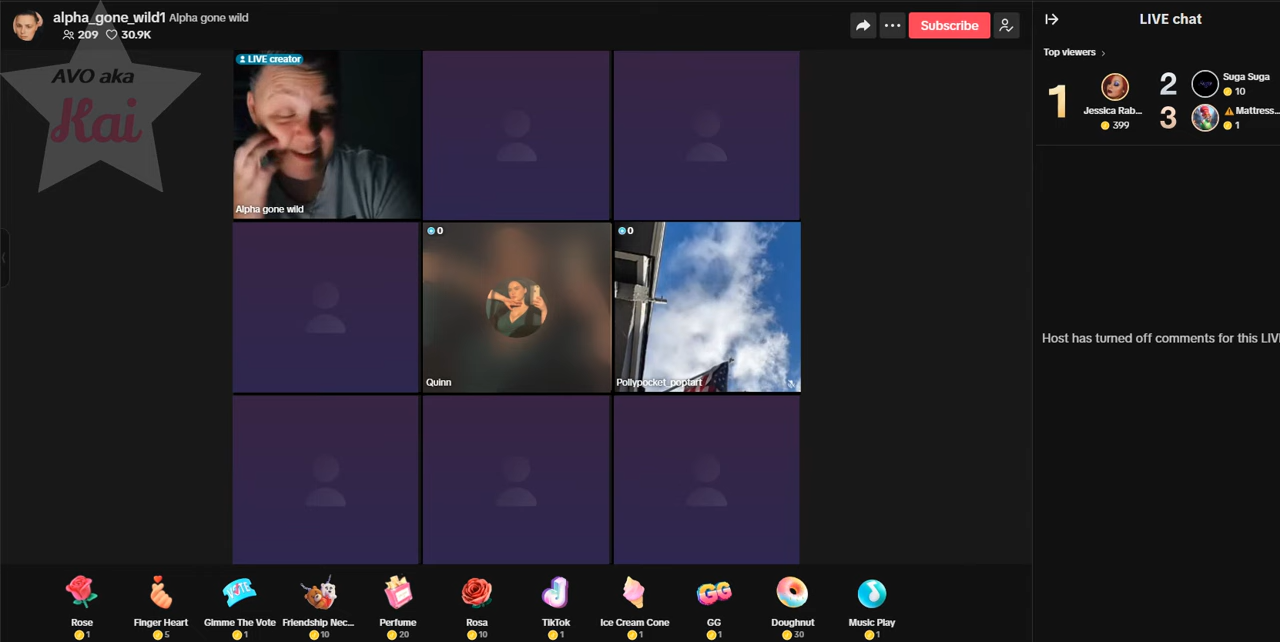 alpha_gone_wild1 Alpha gone wild
209 30.9K
Subscribe
AVO aka
Kai
LIVE creator
Alpha gone wild
0
Quinn
0
Pollypocket_poptart
Rose
1
Finger Heart
5
VOTE
Gimme The Vote
1
Friendship Nec...
10
Perfume
20
Rosa
10
TikTok
1
Ice Cream Cone
1
GG
GG
1
Doughnut
30
Music Play
1
LIVE chat
Top viewers
1
Jessica Rab...
399
2
Suga Suga
10
3
Mattress...
1
Host has turned off comments for this LIV